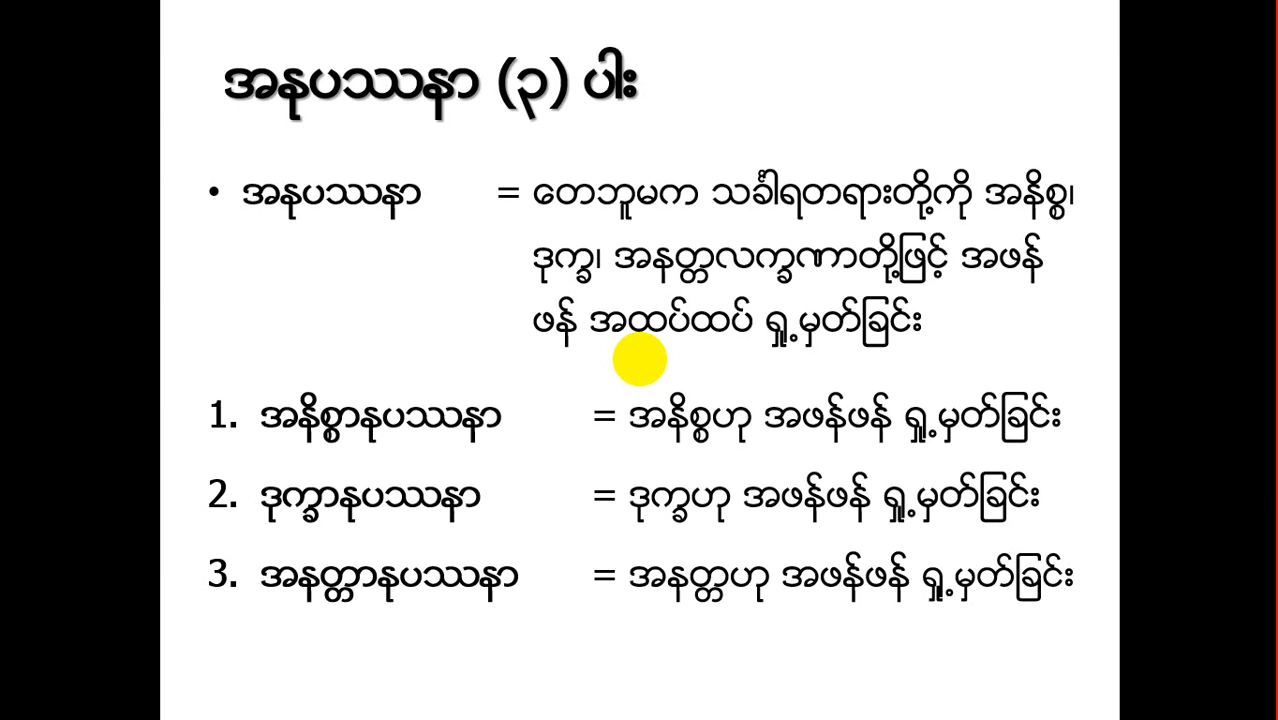 အနုပဿနာ (၃) ပါး
• အနုပဿနာ = တေဘူမက သင်္ခါရတရားတို့ကို အနိစ္စ၊
ဒုက္ခ၊ အနတ္တလက္ခဏာတို့ဖြင့် အဖန်
ဖန် အထပ်ထပ် ရှု့မှတ်ခြင်း
1. အနိစ္စာနုပဿနာ = အနိစ္စဟု အဖန်ဖန် ရှု့မှတ်ခြင်း
2. ဒုက္ခာနုပဿနာ = ဒုက္ခဟု အဖန်ဖန် ရှု့မှတ်ခြင်း
3. အနတ္တာနုပဿနာ = အနတ္တဟု အဖန်ဖန် ရှု့မှတ်ခြင်း